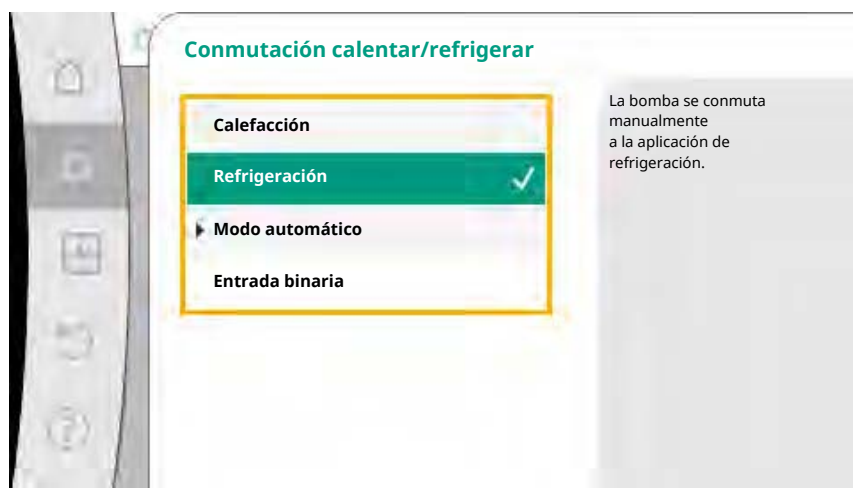 Conmutación calentar/refrigerar
Calefacción
Refrigeración
Modo automático
Entrada binaria
La bomba se conmuta
manualmente
a la aplicación de
refrigeración.